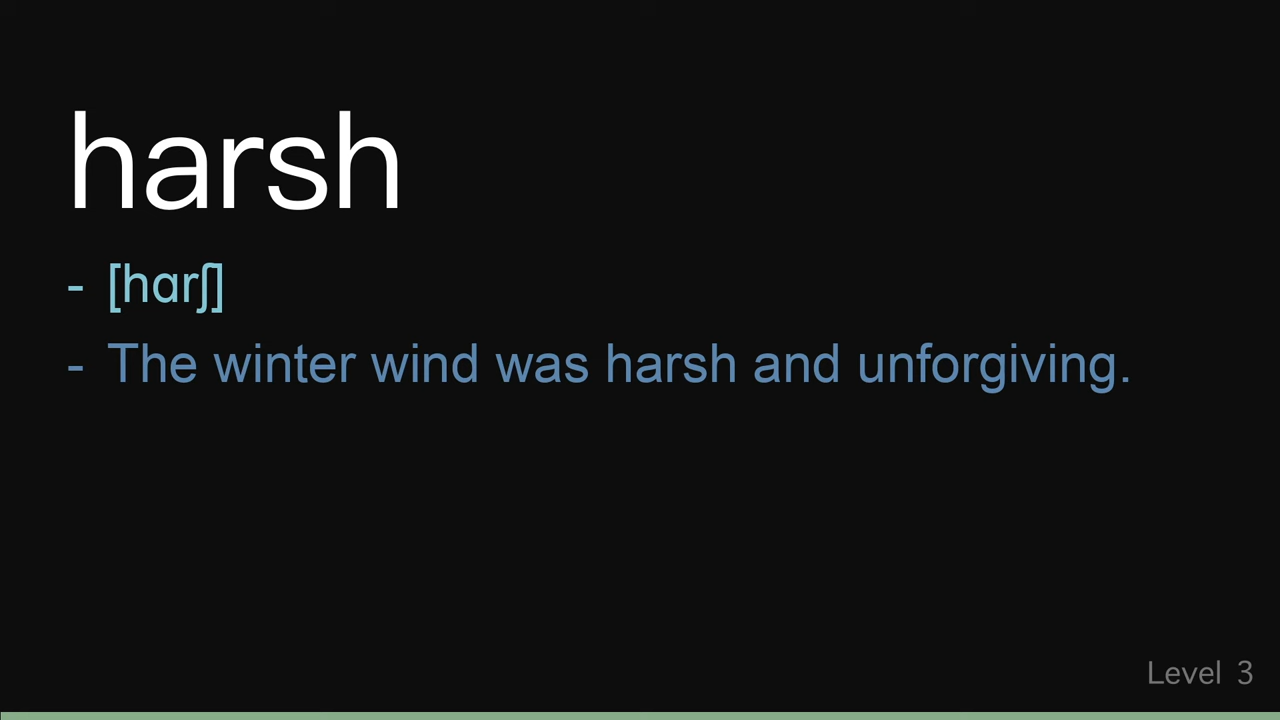 harsh
- [hɑrʃ]
- The winter wind was harsh and unforgiving.
Level 3